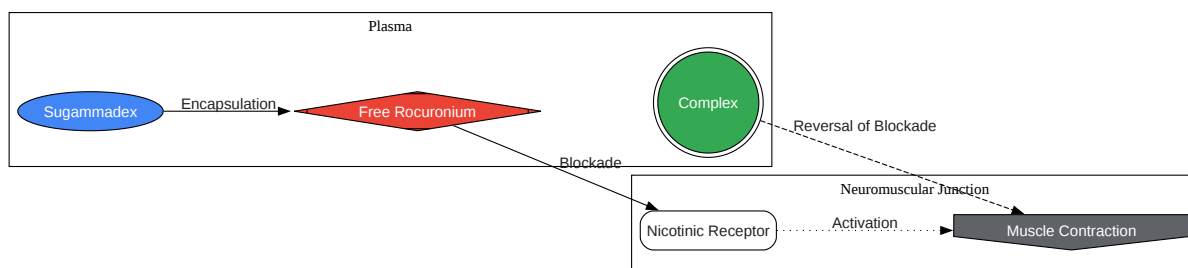 Plasma
Sugammadex
Encapsulation
Free Rocuronium
Complex
Reversal of Blockade
Blockade
Neuromuscular Junction
Nicotinic Receptor
Activation
Muscle Contraction